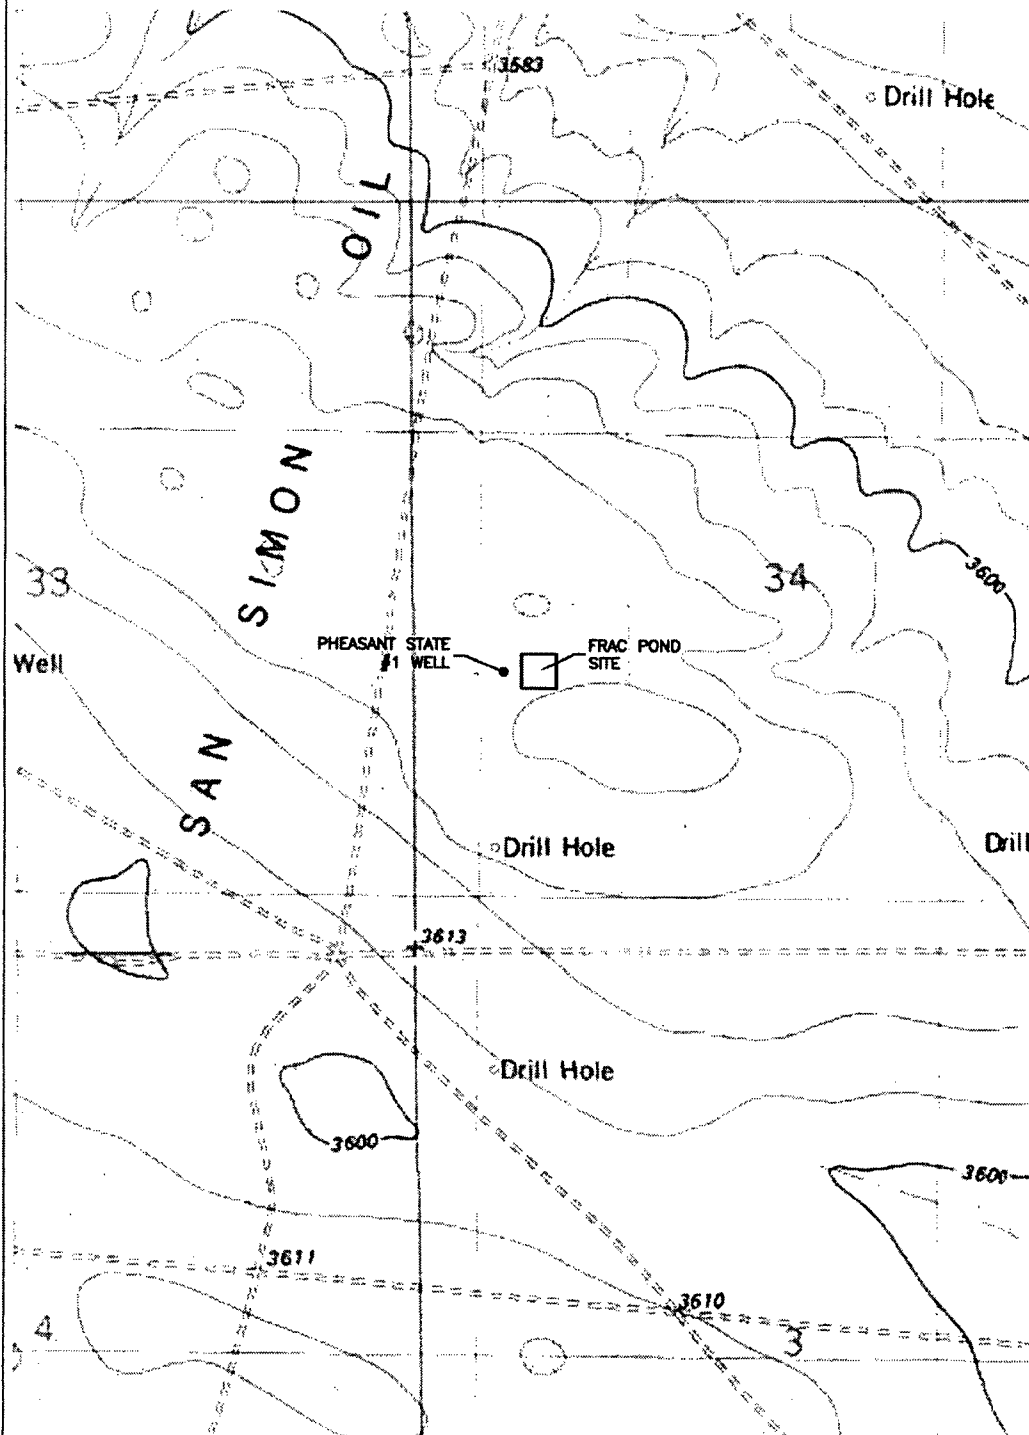 3583
Drill Hole
OIL
SIMON
33
34
3600
PHEASANT STATE
#1 WELL
FRAC POND
SITE
Well
SAN
Drill Hole
Drill
3613
Drill Hole
3600
3600
3611
3610
4
3